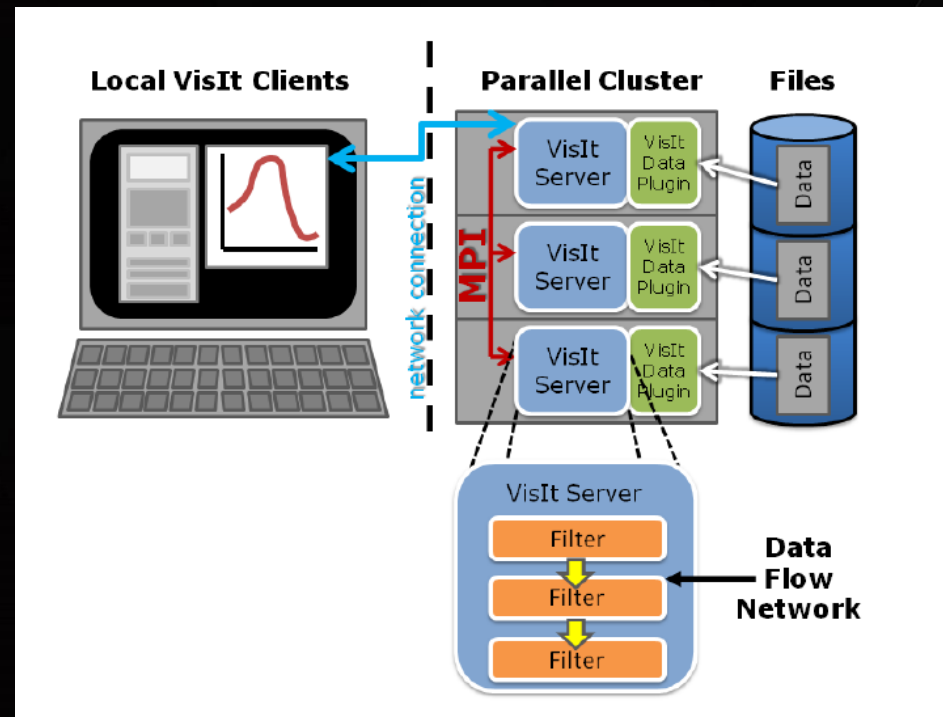 Local VisIt Clients
Parallel Cluster
Files
network connection
MPI
VisIt
Server
VisIt
Data
Plugin
Data
VisIt
Server
VisIt
Data
Plugin
Data
VisIt
Server
VisIt
Data
Plugin
Data
VisIt Server
Filter
Filter
Filter
Data
Flow
Network